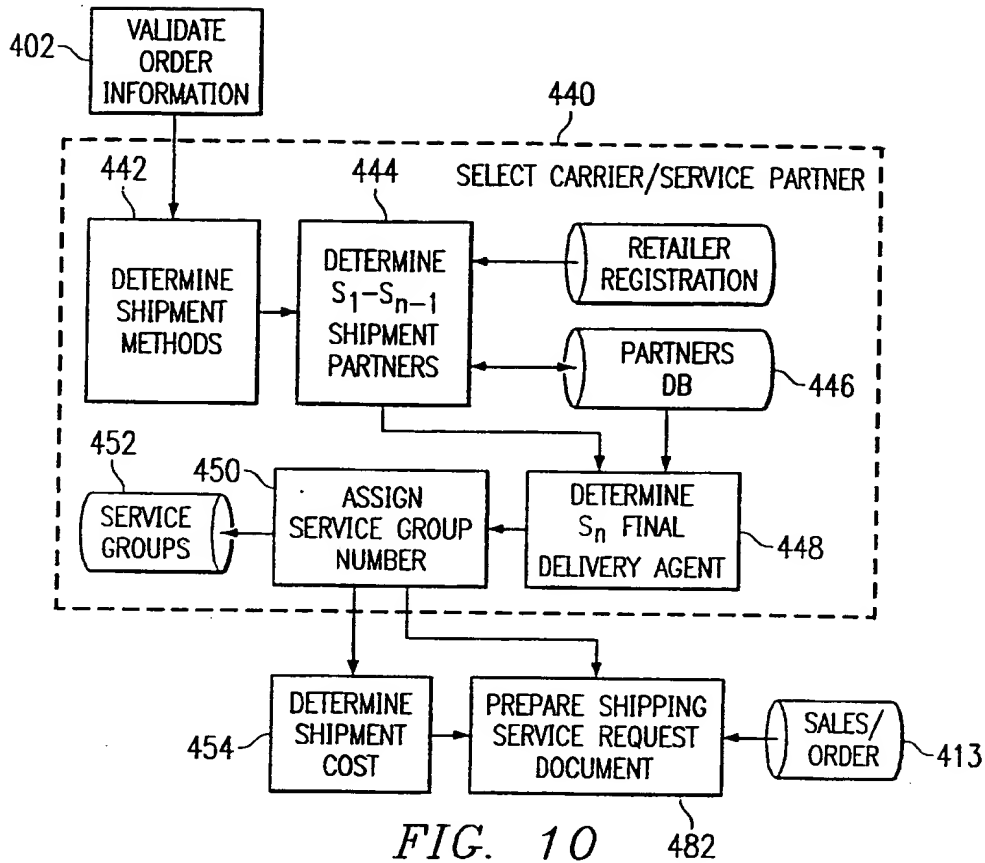 402
VALIDATE
ORDER
INFORMATION
440
SELECT CARRIER/SERVICE PARTNER
442
DETERMINE
SHIPMENT
METHODS
444
DETERMINE
S1–Sn−1
SHIPMENT
PARTNERS
RETAILER
REGISTRATION
PARTNERS
DB
446
452
SERVICE
GROUPS
450
ASSIGN
SERVICE GROUP
NUMBER
DETERMINE
Sn FINAL
DELIVERY AGENT
448
454
DETERMINE
SHIPMENT
COST
PREPARE SHIPPING
SERVICE REQUEST
DOCUMENT
482
SALES/
ORDER
413
FIG. 10